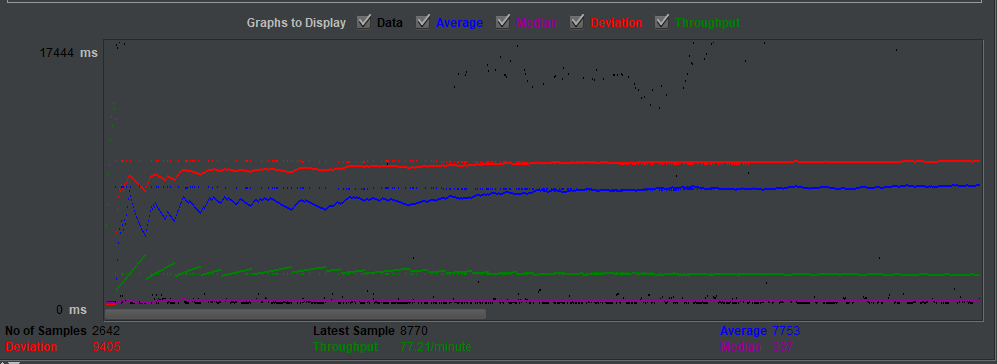 Graphs to Display Data Average Median Deviation Throughput
17444 ms
0 ms
No of Samples 2642 Latest Sample 8770 Average 7753
Deviation 9405 Throughput 77.21/minute Median 337